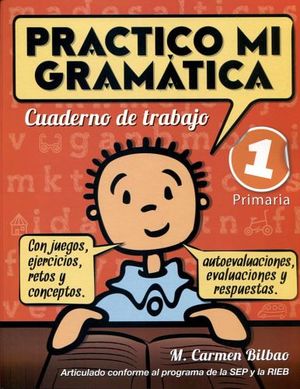 PRACTICO MI
GRAMÁTICA
Cuaderno de trabajo
1
Primaria
Con juegos,
ejercicios,
retos y
conceptos.
autoevaluaciones,
evaluaciones y
respuestas.
M. Carmen Bilbao
Articulado conforme al programa de la SEP y la RIEB